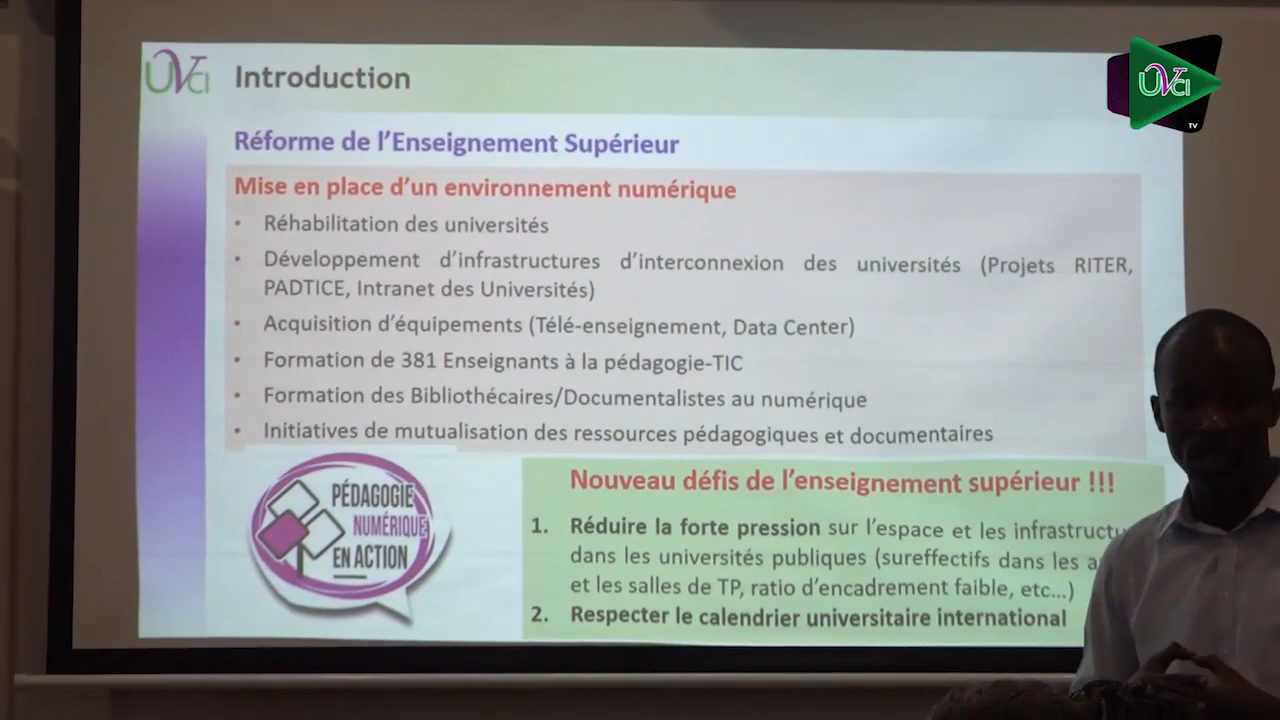 UVCI Introduction
UVCI
TV
Réforme de l'Enseignement Supérieur
Mise en place d'un environnement numérique
• Réhabilitation des universités
• Développement d'infrastructures d'interconnexion des universités (Projets RITER,
PADTICE, Intranet des Universités)
• Acquisition d'équipements (Télé-enseignement, Data Center)
• Formation de 381 Enseignants à la pédagogie-TIC
• Formation des Bibliothécaires/Documentalistes au numérique
• Initiatives de mutualisation des ressources pédagogiques et documentaires
PÉDAGOGIE
NUMÉRIQUE
EN ACTION
Nouveau défis de l'enseignement supérieur !!!
1. Réduire la forte pression sur l'espace et les
dans les universités publiques (sureffectifs dans les
et les salles de TP, ratio d'encadrement faible, etc...)
2. Respecter le calendrier universitaire international